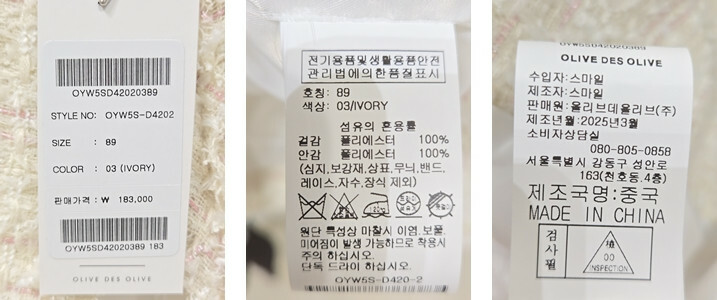 OYW5SD42020389
STYLE NO: OYW5S-D4202
SIZE : 89
COLOR : 03 (IVORY)
판매가격 : ₩ 183,000
OYW5SD42020389 183
OLIVE DES OLIVE
전기용품및생활용품안전
관리법에의한품질표시
호칭: 89
색상: 03/IVORY
섬유의 혼용률
겉감 폴리에스터 100%
안감 폴리에스터 100%
(심지,보강재,상표,무늬,밴드,
레이스,자수,장식 제외)
원단 특성상 마찰시 이염,보풀,
미어짐이 발생 가능하므로 착용시
주의 하십시오.
단독 드라이 하십시오.
OYW5S-D420-2
OYW5SD42020389
OLIVE DES OLIVE
수입자:스마일
제조자:스마일
판매원:올리브데올리브(주)
제조년월:2025년3월
소비자상담실
080-805-0858
서울특별시 강동구 성안로
163(천호동,4층)
제조국명:중국
MADE IN CHINA
검사필
00
INSPECTION